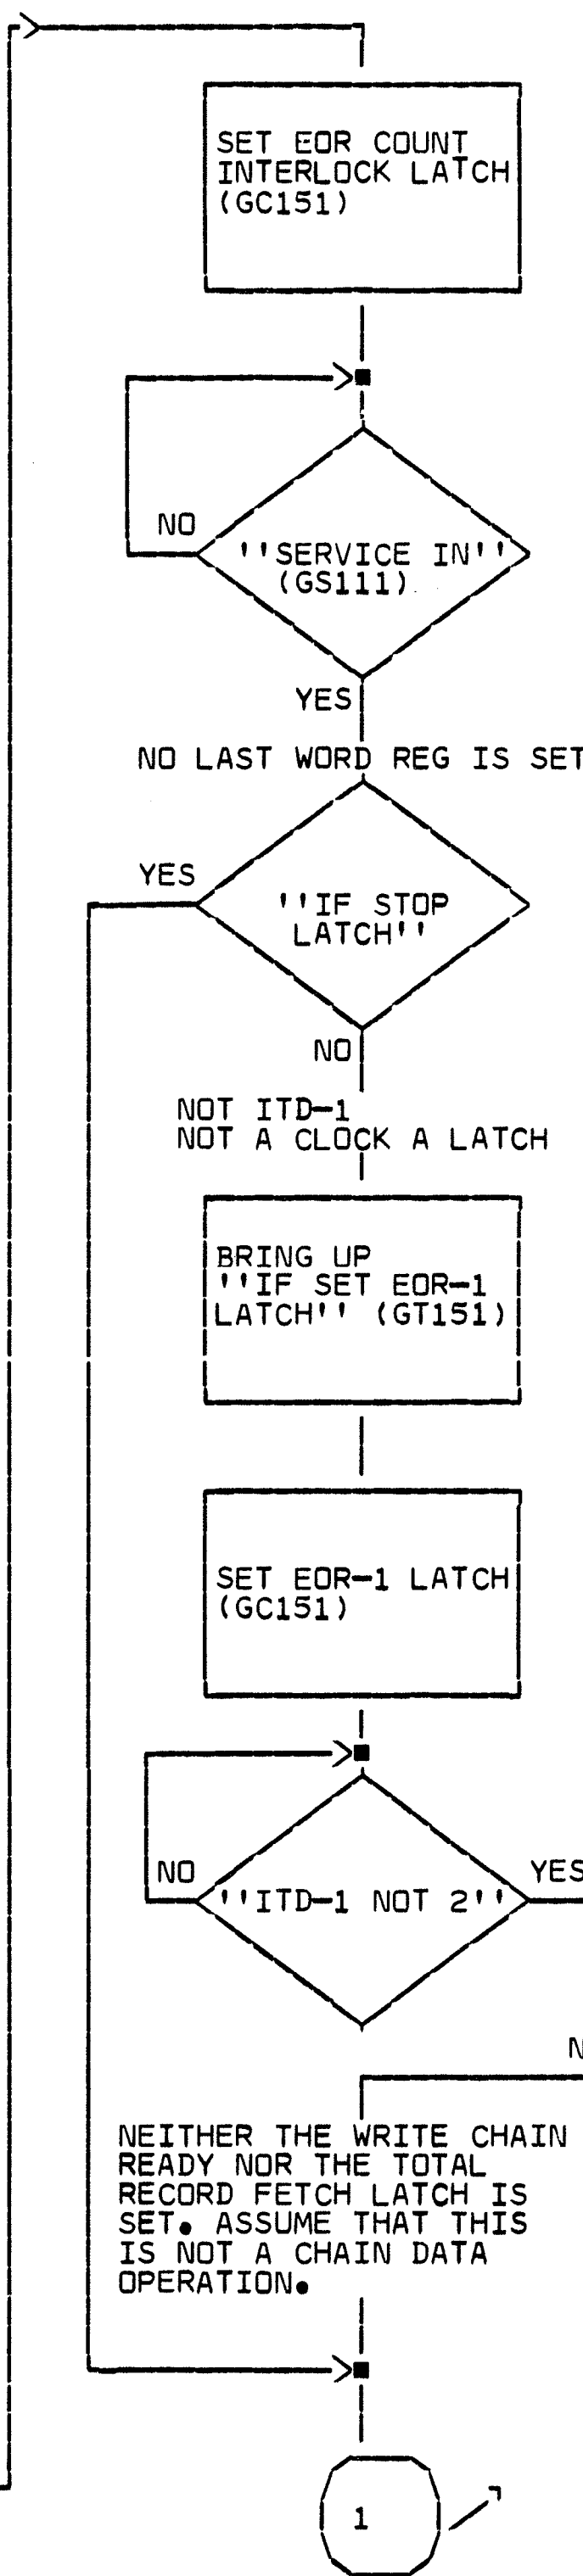 SET EOR COUNT
INTERLOCK LATCH
(GC151)
NO
''SERVICE IN''
(GS111)
YES
NO LAST WORD REG IS SET
YES
''IF STOP
LATCH''
NO
NOT ITD-1
NOT A CLOCK A LATCH
BRING UP
''IF SET EOR-1
LATCH'' (GT151)
SET EOR-1 LATCH
(GC151)
NO
''ITD-1 NOT 2''
YES
N
NEITHER THE WRITE CHAIN
READY NOR THE TOTAL
RECORD FETCH LATCH IS
SET. ASSUME THAT THIS
IS NOT A CHAIN DATA
OPERATION.
1